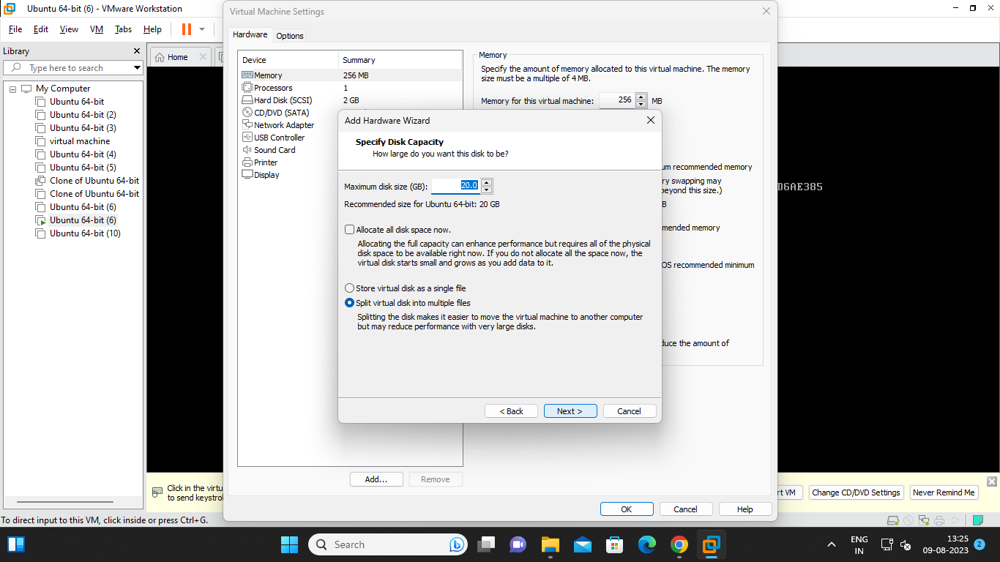 Ubuntu 64-bit (6) - VMware Workstation
File Edit View VM Tabs Help
Library
Type here to search
My Computer
Ubuntu 64-bit
Ubuntu 64-bit (2)
Ubuntu 64-bit (3)
virtual machine
Ubuntu 64-bit (4)
Ubuntu 64-bit (5)
Clone of Ubuntu 64-bit
Clone of Ubuntu 64-bit
Ubuntu 64-bit (6)
Ubuntu 64-bit (6)
Ubuntu 64-bit (10)
Home
D6AE385
Virtual Machine Settings
Hardware Options
Device Summary
Memory 256 MB
Processors 1
Hard Disk (SCSI) 2 GB
CD/DVD (SATA)
Network Adapter
USB Controller
Sound Card
Printer
Display
Memory
Specify the amount of memory allocated to this virtual machine. The memory
size must be a multiple of 4 MB.
Memory for this virtual machine: 256 MB
um recommended memory
ry swapping may
beyond this size.)
B
mended memory
OS recommended minimum
duce the amount of
Add Hardware Wizard
Specify Disk Capacity
How large do you want this disk to be?
Maximum disk size (GB): 20.0
Recommended size for Ubuntu 64-bit: 20 GB
Allocate all disk space now.
Allocating the full capacity can enhance performance but requires all of the physical
disk space to be available right now. If you do not allocate all the space now, the
virtual disk starts small and grows as you add data to it.
Store virtual disk as a single file
Split virtual disk into multiple files
Splitting the disk makes it easier to move the virtual machine to another computer
but may reduce performance with very large disks.
< Back Next > Cancel
Add... Remove
OK Cancel Help
Click in the virtu
to send keystrol
rt VM Change CD/DVD Settings Never Remind Me
To direct input to this VM, click inside or press Ctrl+G.
Search
ENG
IN
13:25
09-08-2023
2